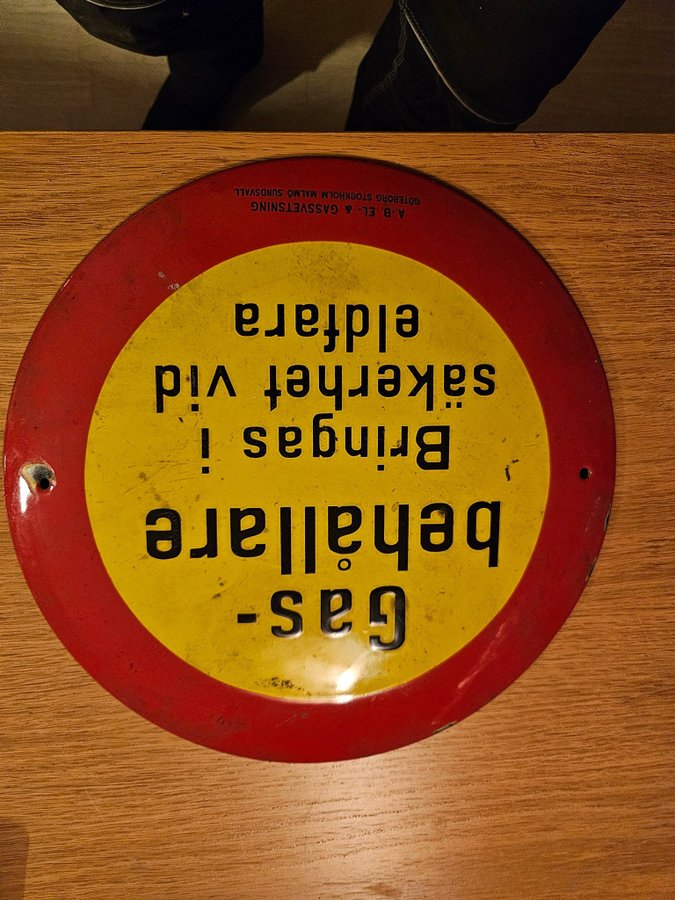 Gas-
behållare
Bringas i
säkerhet vid
eldfara
A.B. EL- & GASSVETSNING
GÖTEBORG STOCKHOLM MALMÖ SUNDSVALL